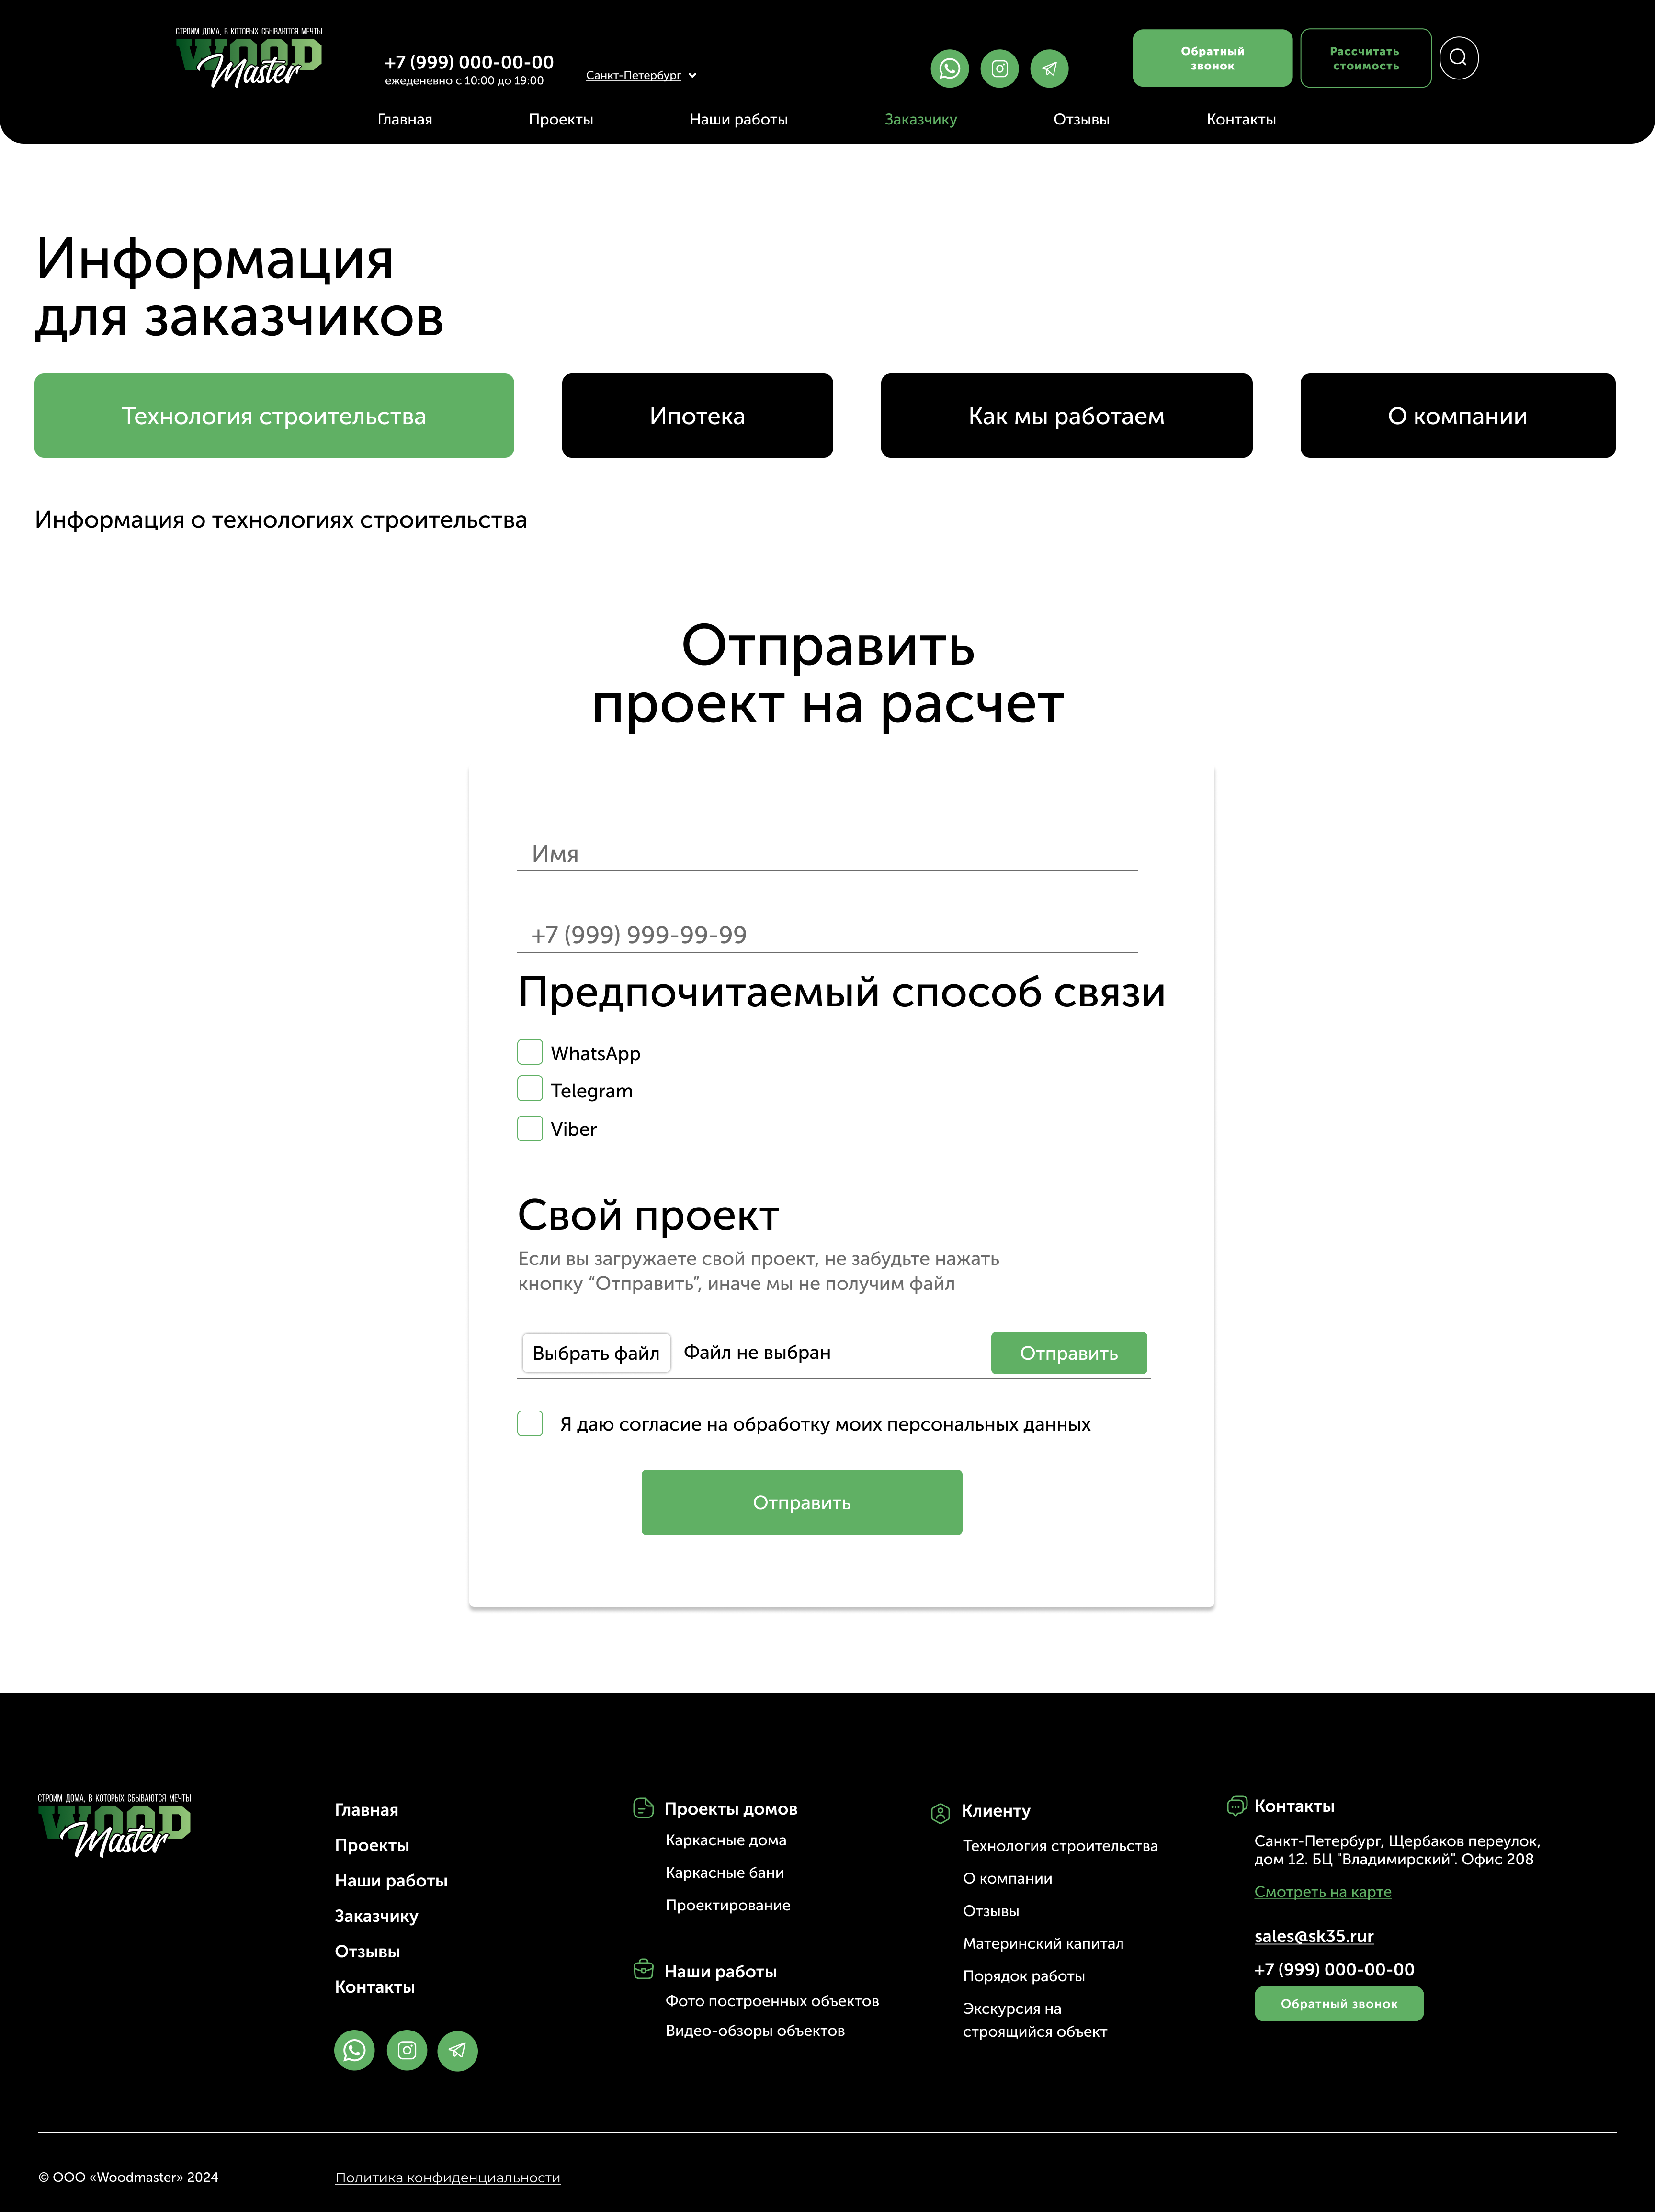 СТРОИМ ДОМА, В КОТОРЫХ СБЫВАЮТСЯ МЕЧТЫ
WOOD
Master
+7 (999) 000-00-00
ежеденевно с 10:00 до 19:00
Санкт-Петербург
Обратный
звонок
Рассчитать
стоимость
Главная
Проекты
Наши работы
Заказчику
Отзывы
Контакты
Информация
для заказчиков
Технология строительства
Ипотека
Как мы работаем
О компании
Информация о технологиях строительства
Отправить
проект на расчет
Имя
+7 (999) 999-99-99
Предпочитаемый способ связи
WhatsApp
Telegram
Viber
Свой проект
Если вы загружаете свой проект, не забудьте нажать
кнопку “Отправить”, иначе мы не получим файл
Выбрать файл
Файл не выбран
Отправить
Я даю согласие на обработку моих персональных данных
Отправить
СТРОИМ ДОМА, В КОТОРЫХ СБЫВАЮТСЯ МЕЧТЫ
WOOD
Master
Главная
Проекты
Наши работы
Заказчику
Отзывы
Контакты
Проекты домов
Каркасные дома
Каркасные бани
Проектирование
Наши работы
Фото построенных объектов
Видео-обзоры объектов
Клиенту
Технология строительства
О компании
Отзывы
Материнский капитал
Порядок работы
Экскурсия на
строящийся объект
Контакты
Санкт-Петербург, Щербаков переулок,
дом 12. БЦ "Владимирский". Офис 208
Смотреть на карте
sales@sk35.rur
+7 (999) 000-00-00
Обратный звонок
© ООО «Woodmaster» 2024
Политика конфиденциальности